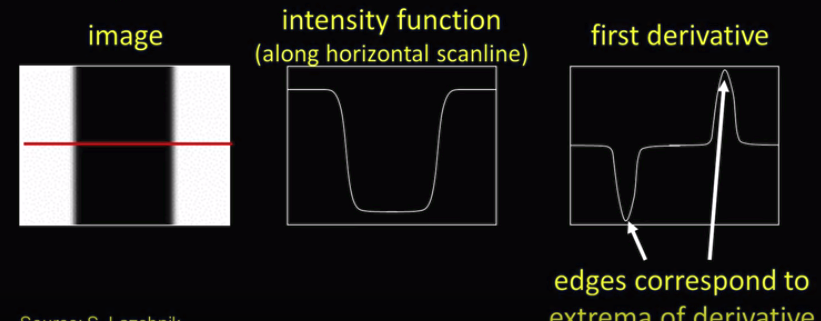 image
intensity function
(along horizontal scanline)
first derivative
edges correspond to
extrema of derivative
Source: S. Lazebnik